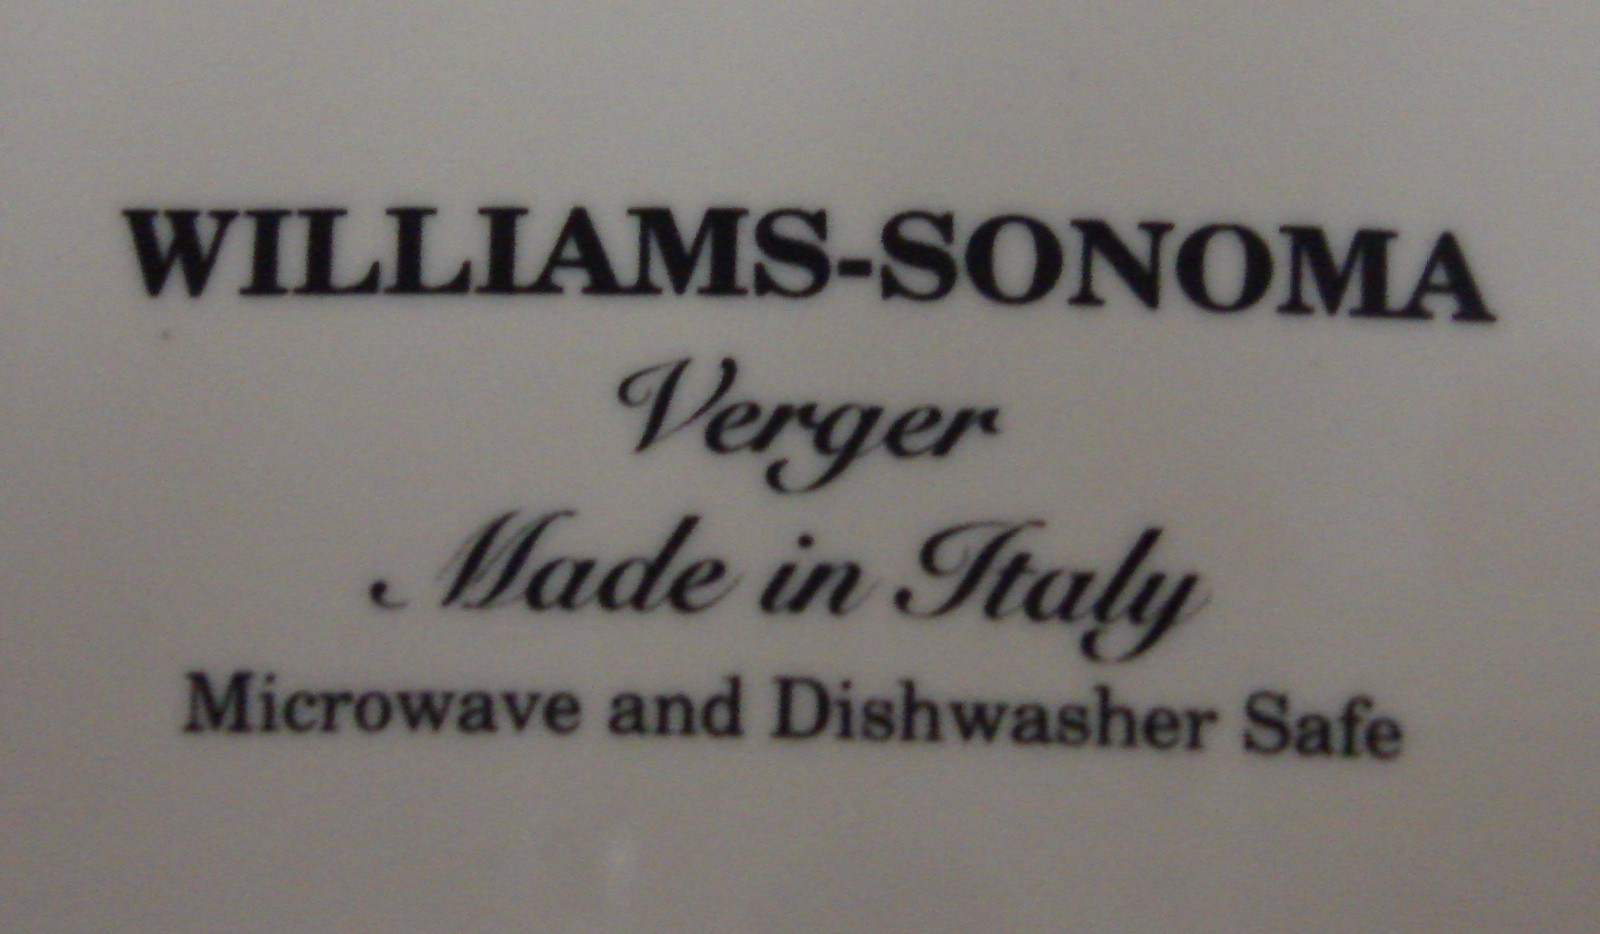 WILLIAMS-SONOMA
Verger
Made in Italy
Microwave and Dishwasher Safe